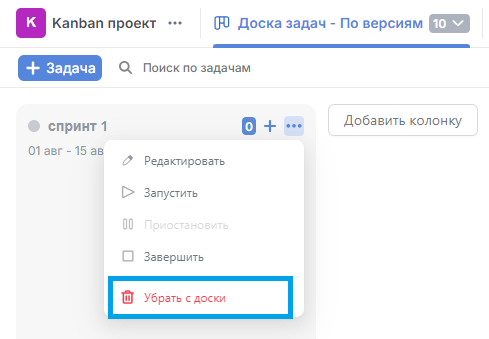 K Kanban проект ...
Доска задач - По версиям 10
+ Задача Поиск по задачам
спринт 1 0 + ...
Добавить колонку
01 авг - 15 ав
Редактировать
Запустить
Приостановить
Завершить
Убрать с доски